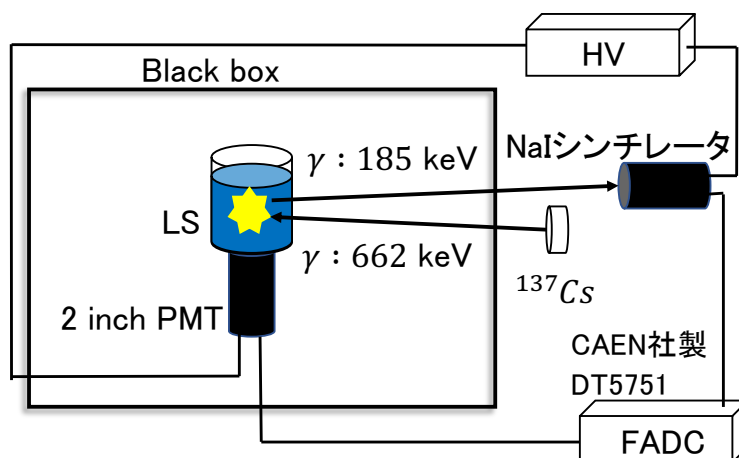 HV
Black box
NaIシンチレータ
γ : 185 keV
LS
γ : 662 keV
¹³⁷Cs
2 inch PMT
CAEN社製
DT5751
FADC